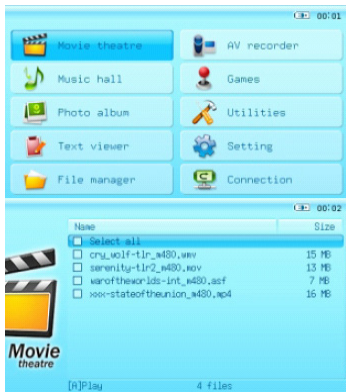 00:01
Movie theatre
AV recorder
Music hall
Games
Photo album
Utilities
Text viewer
Setting
File manager
Connection
00:02
Name Size
Select all
cry_wolf-tlr_m480.wmv 15 MB
serenity-tlr2_m480.mov 13 MB
waroftheworlds-int_m480.asf 7 MB
xxx-stateoftheunion_m480.mp4 16 MB
Movie
theatre
[A]Play 4 files